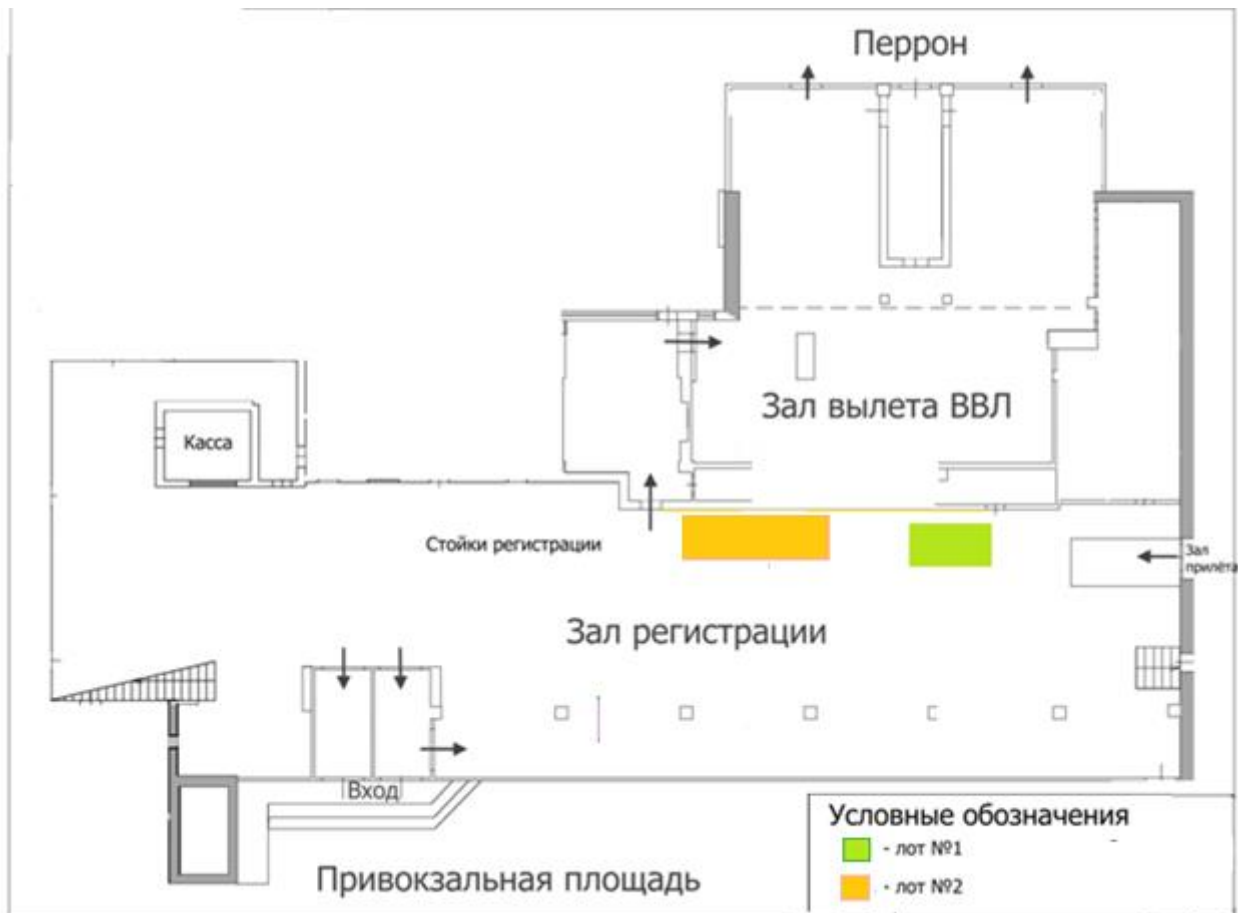 Перрон
Зал вылета ВВЛ
Касса
Стойки регистрации
Зал
прилёта
Зал регистрации
Вход
Условные обозначения
- лот №1
- лот №2
Привокзальная площадь